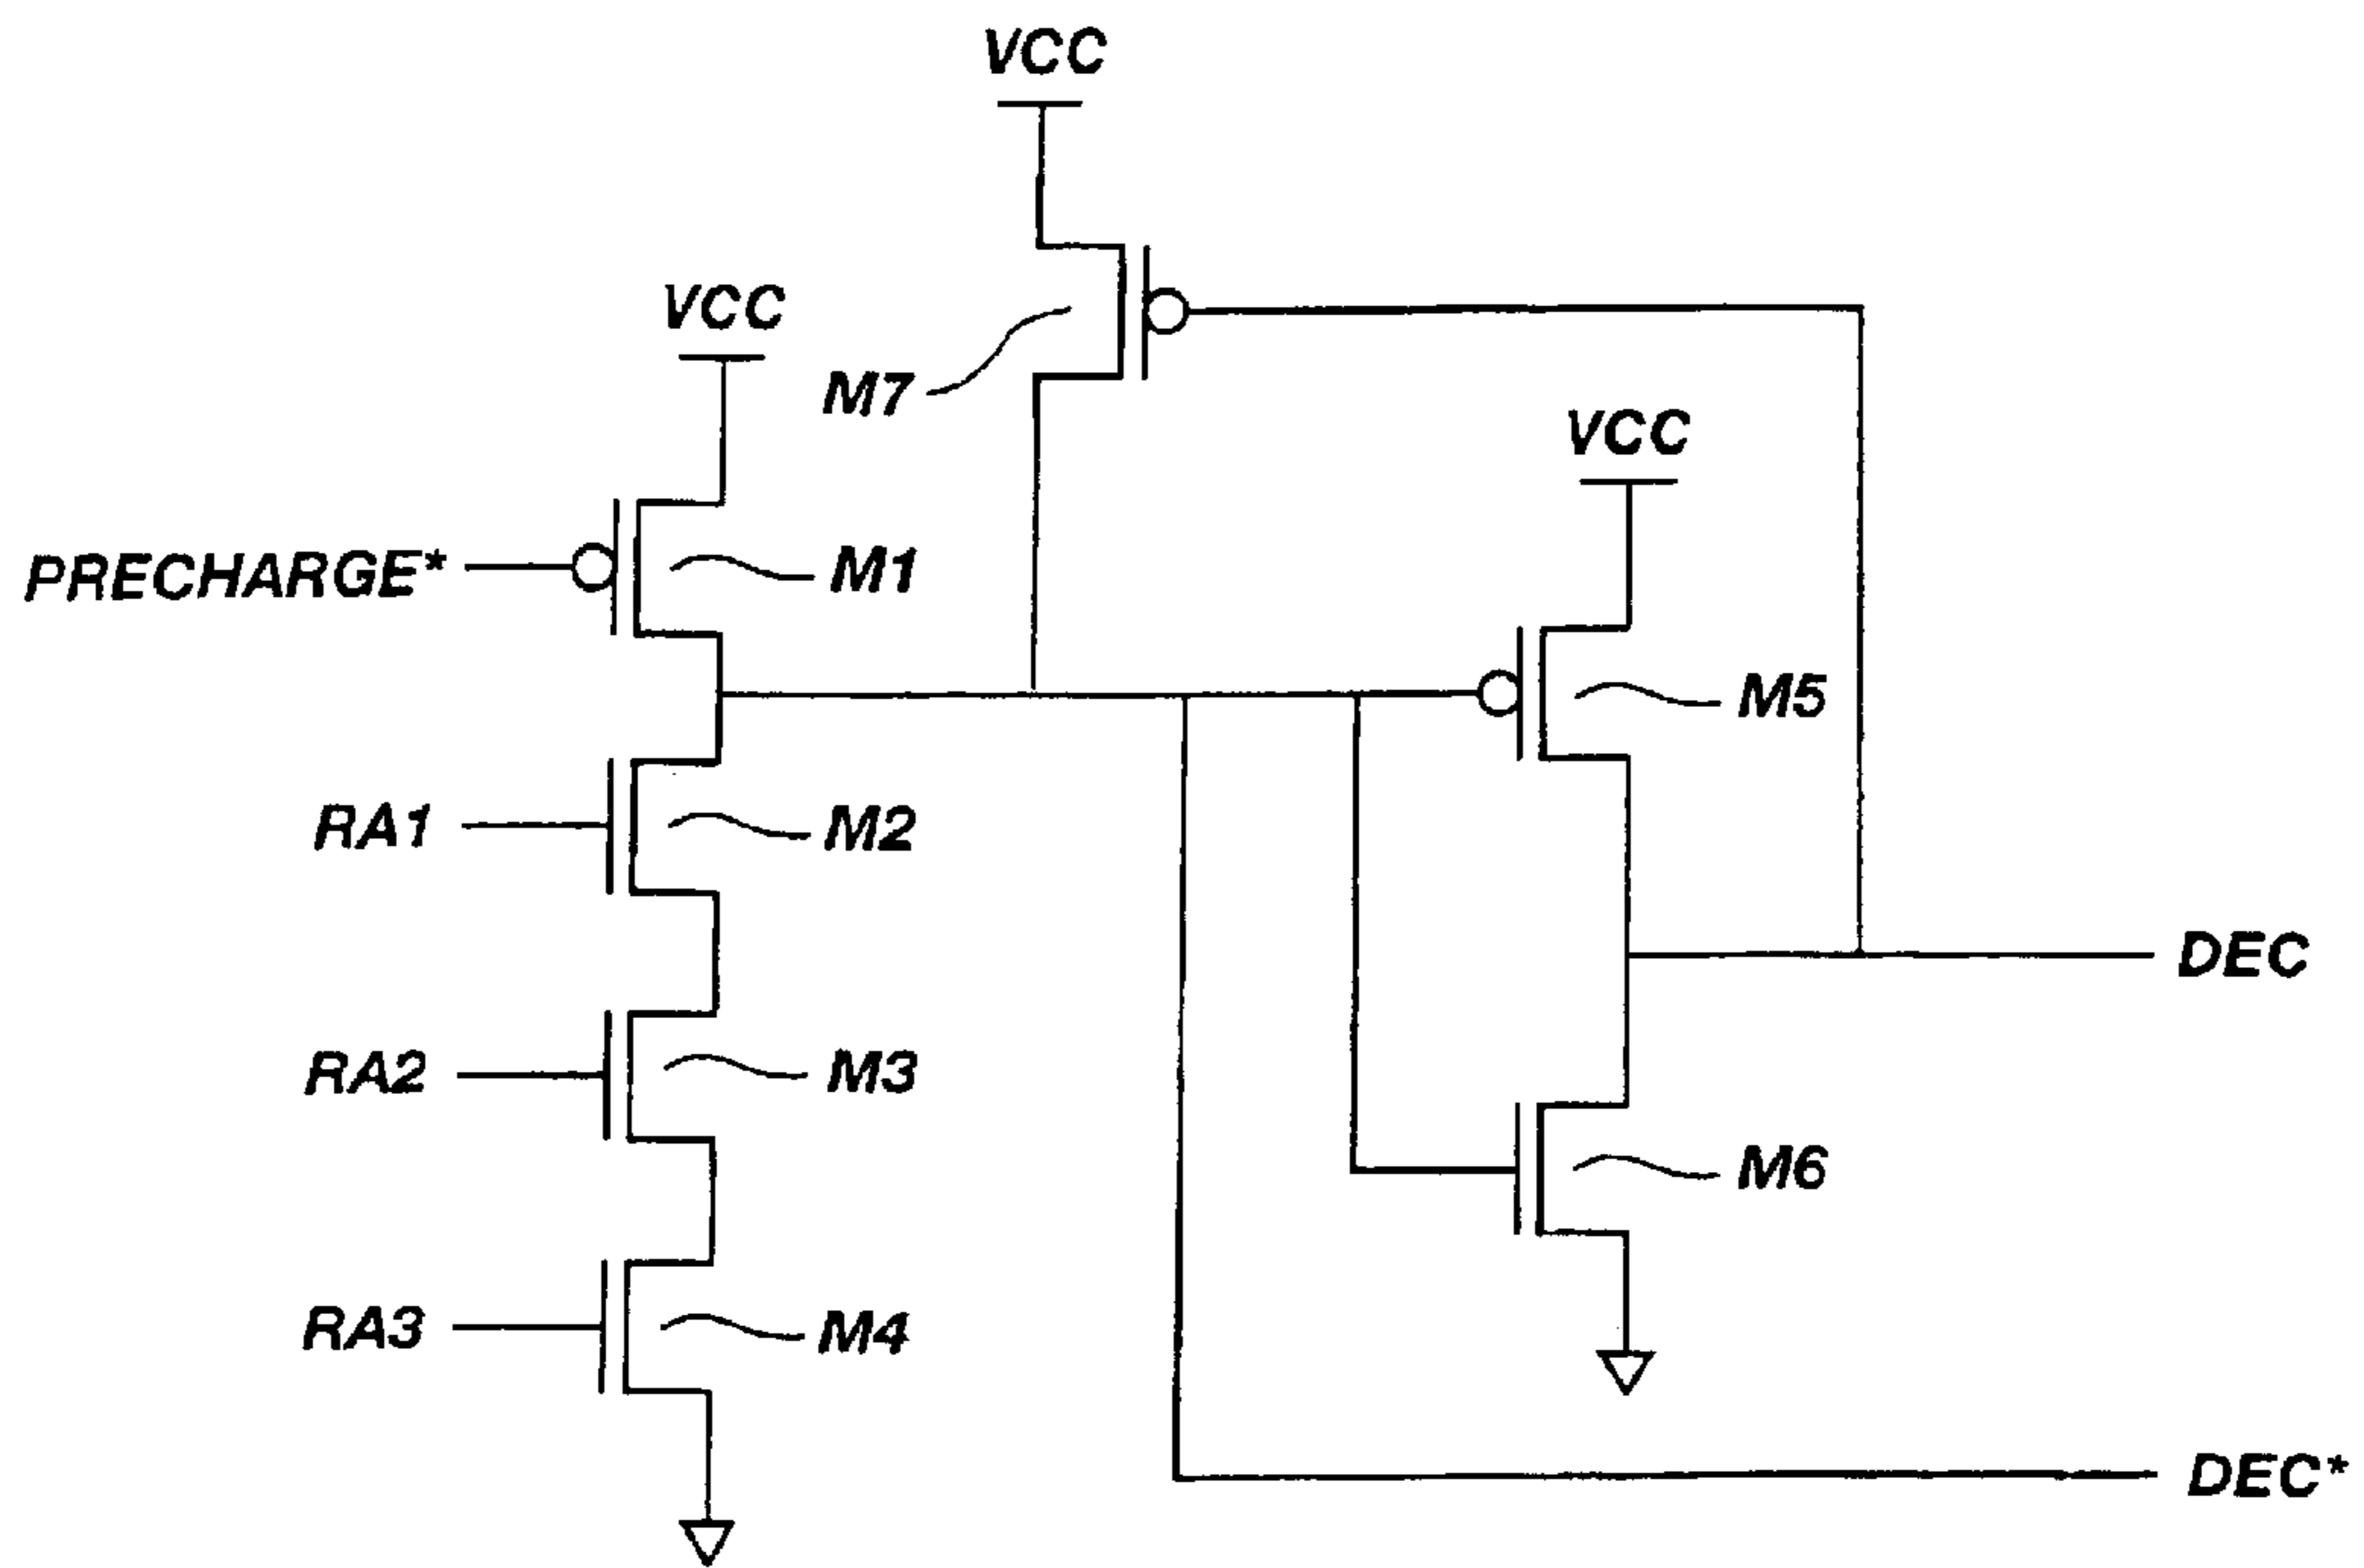 VCC
VCC
M7
VCC
PRECHARGE*
M1
M5
RA1
M2
DEC
RA2
M3
M6
RA3
M4
DEC*